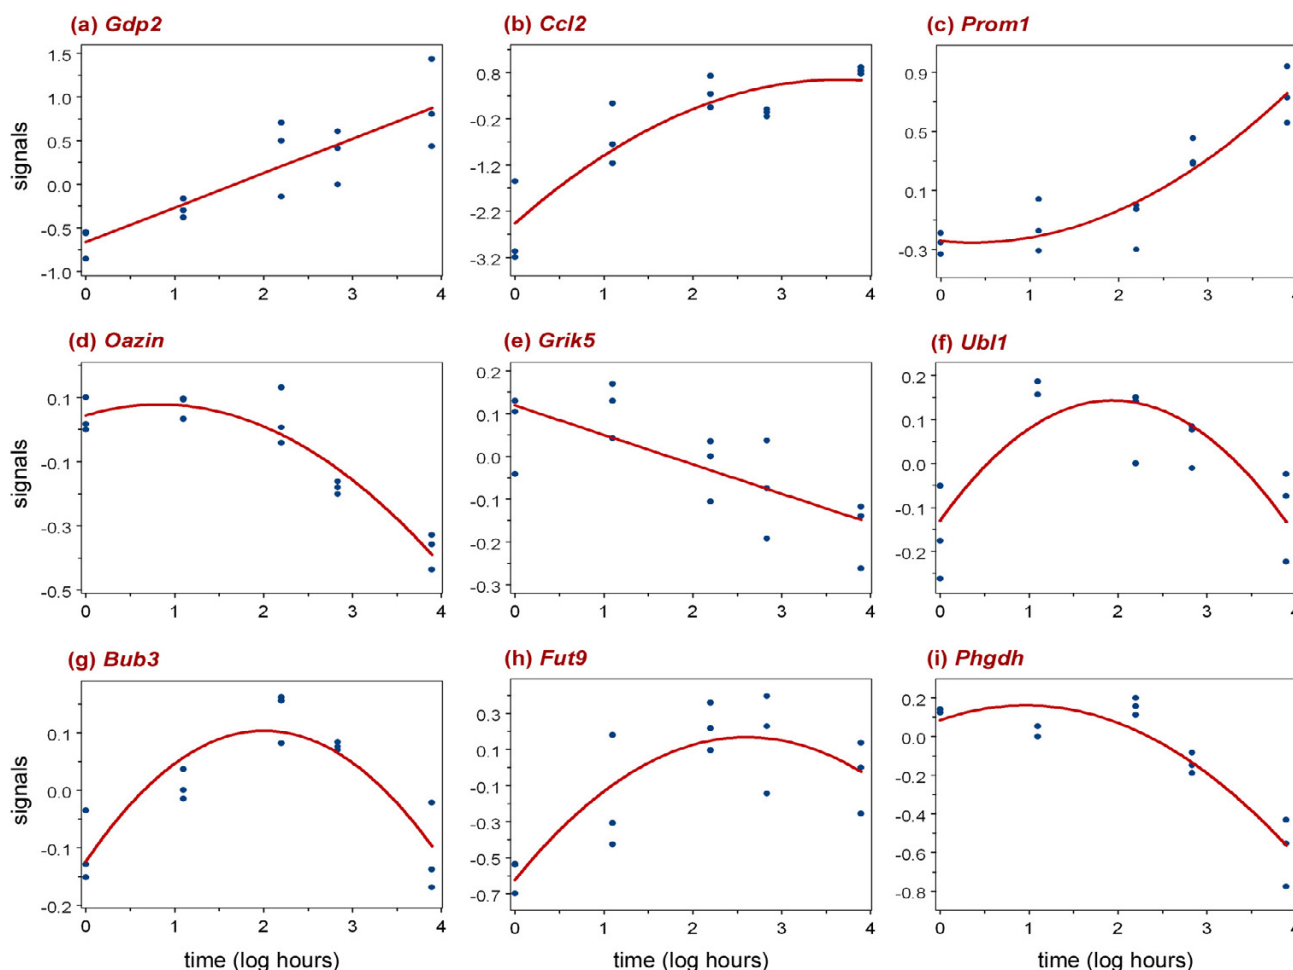 (a) Gdp2
(b) Ccl2
(c) Prom1
signals
1.5
1.0
0.5
0.0
-0.5
-1.0
0 1 2 3 4
0.8
-0.2
-1.2
-2.2
-3.2
0 1 2 3 4
0.9
0.5
0.1
-0.3
0 1 2 3 4
(d) Oazin
(e) Grik5
(f) Ubl1
signals
0.1
-0.1
-0.3
-0.5
0 1 2 3 4
0.2
0.1
0.0
-0.1
-0.2
-0.3
0 1 2 3 4
0.2
0.1
0.0
-0.1
-0.2
0 1 2 3 4
(g) Bub3
(h) Fut9
(i) Phgdh
signals
0.1
0.0
-0.1
-0.2
0 1 2 3 4
0.3
0.1
-0.1
-0.3
-0.5
-0.7
0 1 2 3 4
0.2
0.0
-0.2
-0.4
-0.6
-0.8
0 1 2 3 4
time (log hours)
time (log hours)
time (log hours)